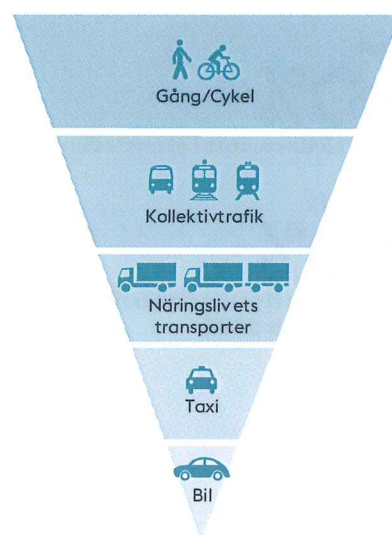 Gång/Cykel
Kollektivtrafik
Näringslivets
transporter
Taxi
Bil